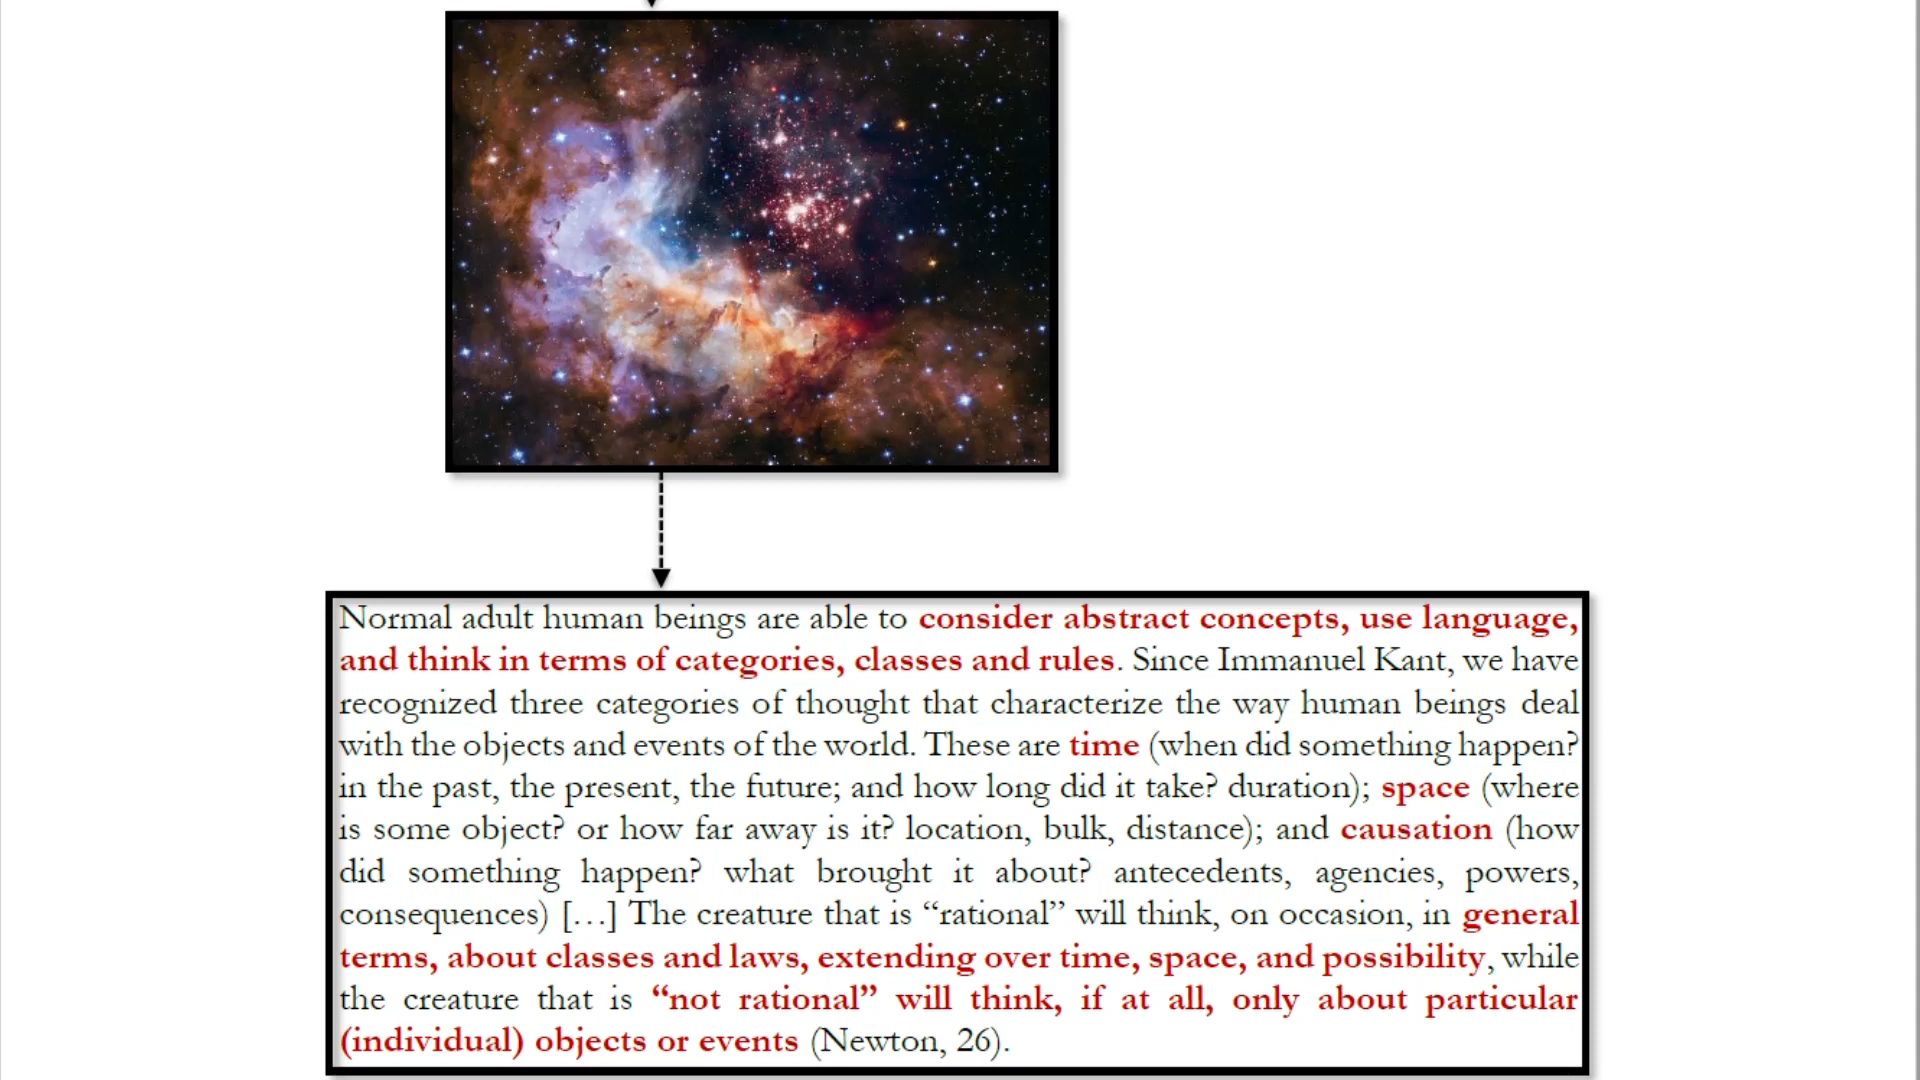 Normal adult human beings are able to consider abstract concepts, use language,
and think in terms of categories, classes and rules. Since Immanuel Kant, we have
recognized three categories of thought that characterize the way human beings deal
with the objects and events of the world. These are time (when did something happen?
in the past, the present, the future; and how long did it take? duration); space (where
is some object? or how far away is it? location, bulk, distance); and causation (how
did something happen? what brought it about? antecedents, agencies, powers,
consequences) […] The creature that is “rational” will think, on occasion, in general
terms, about classes and laws, extending over time, space, and possibility, while
the creature that is “not rational” will think, if at all, only about particular
(individual) objects or events (Newton, 26).